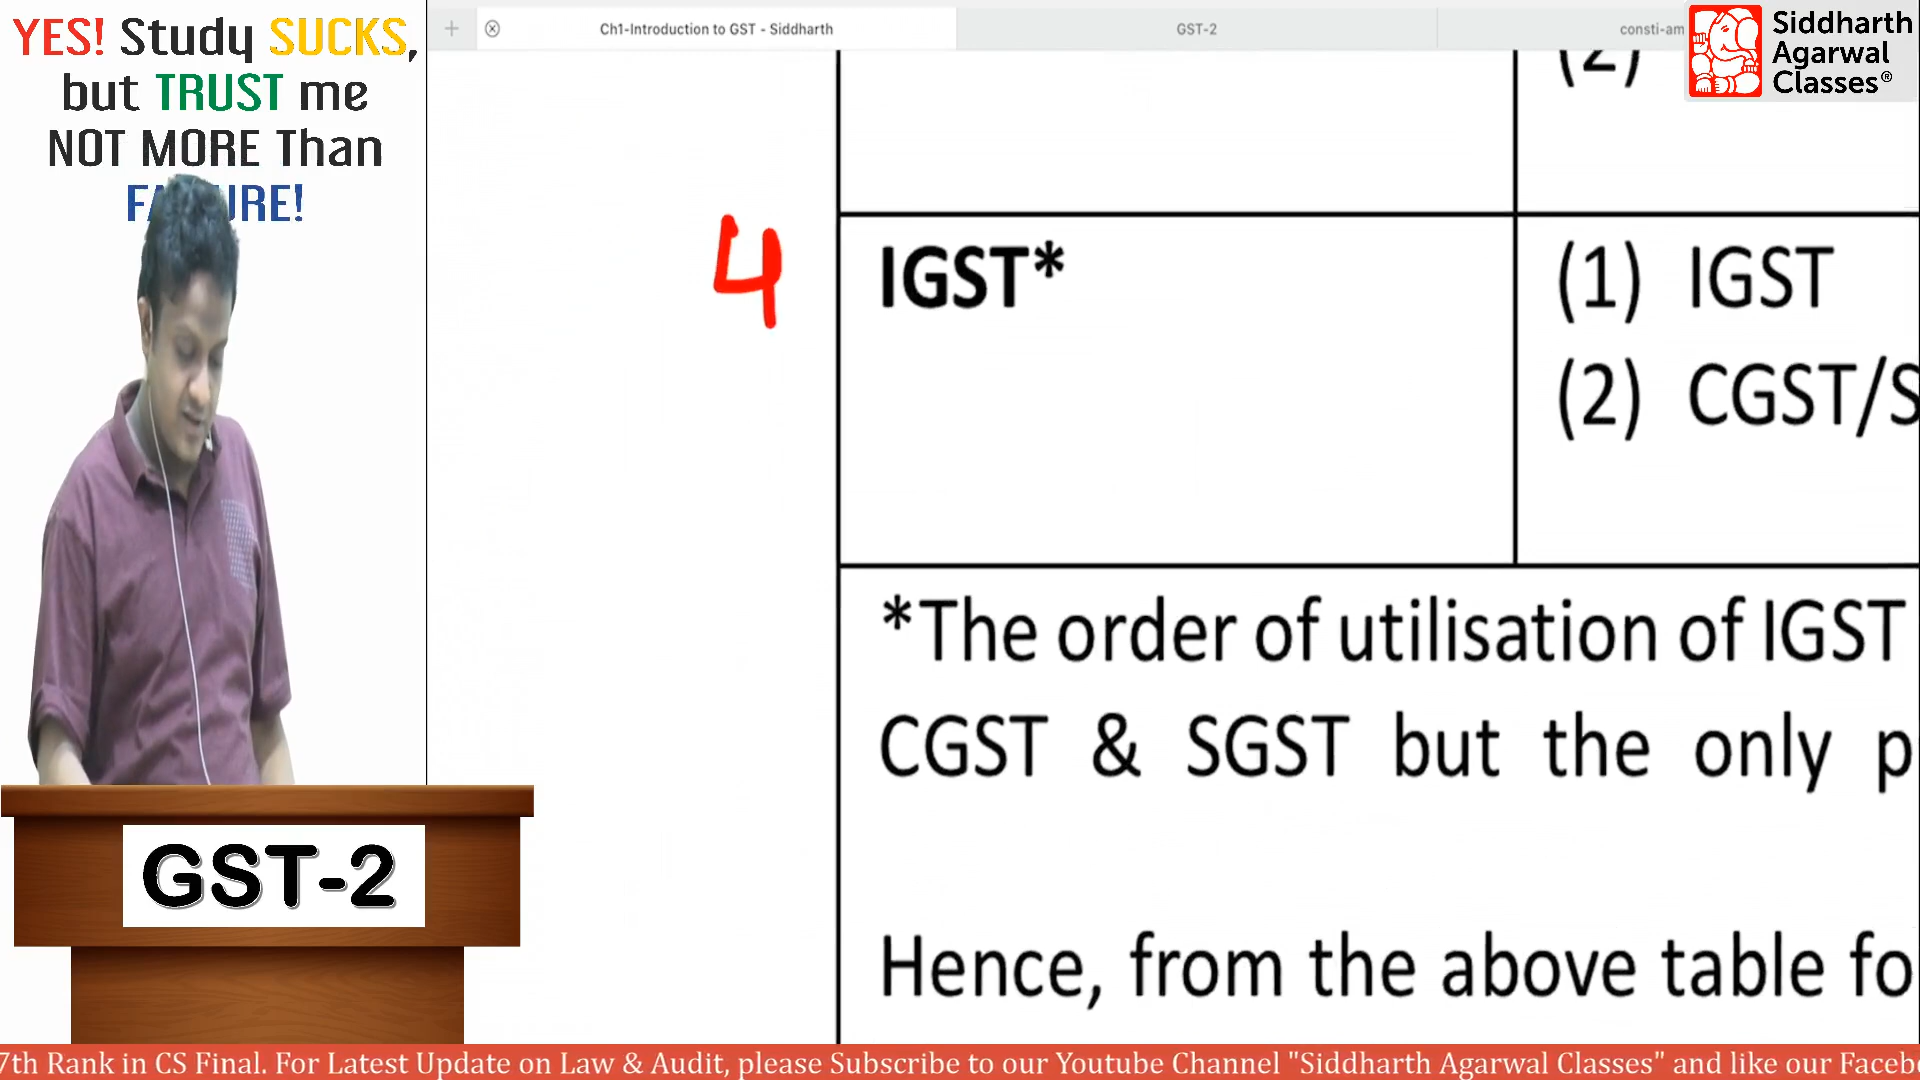 YES! Study SUCKS,
but TRUST me
NOT MORE Than
Ch1-Introduction to GST - Siddharth
GST-2
consti-am
Siddharth
Agarwal
Classes®
(2)
4
IGST*
(1) IGST
(2) CGST/S
*The order of utilisation of IGST
CGST & SGST but the only p
Hence, from the above table fo
GST-2
7th Rank in CS Final. For Latest Update on Law & Audit, please Subscribe to our Youtube Channel "Siddharth Agarwal Classes" and like our Faceb